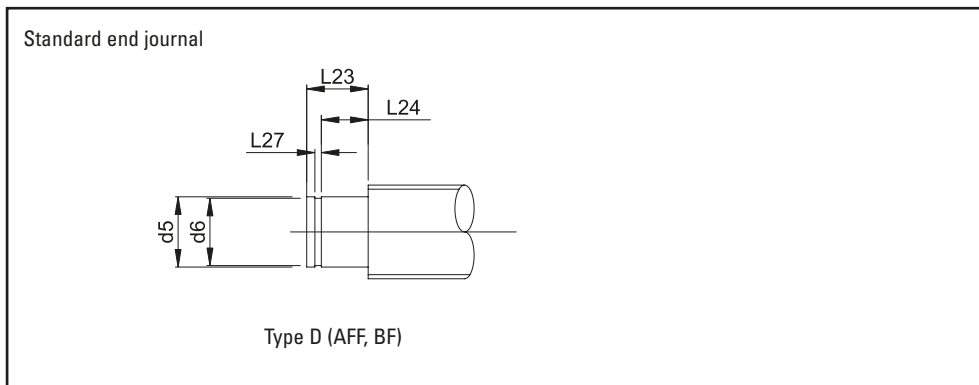 Standard end journal
L23
L24
L27
d5
d6
Type D (AFF, BF)